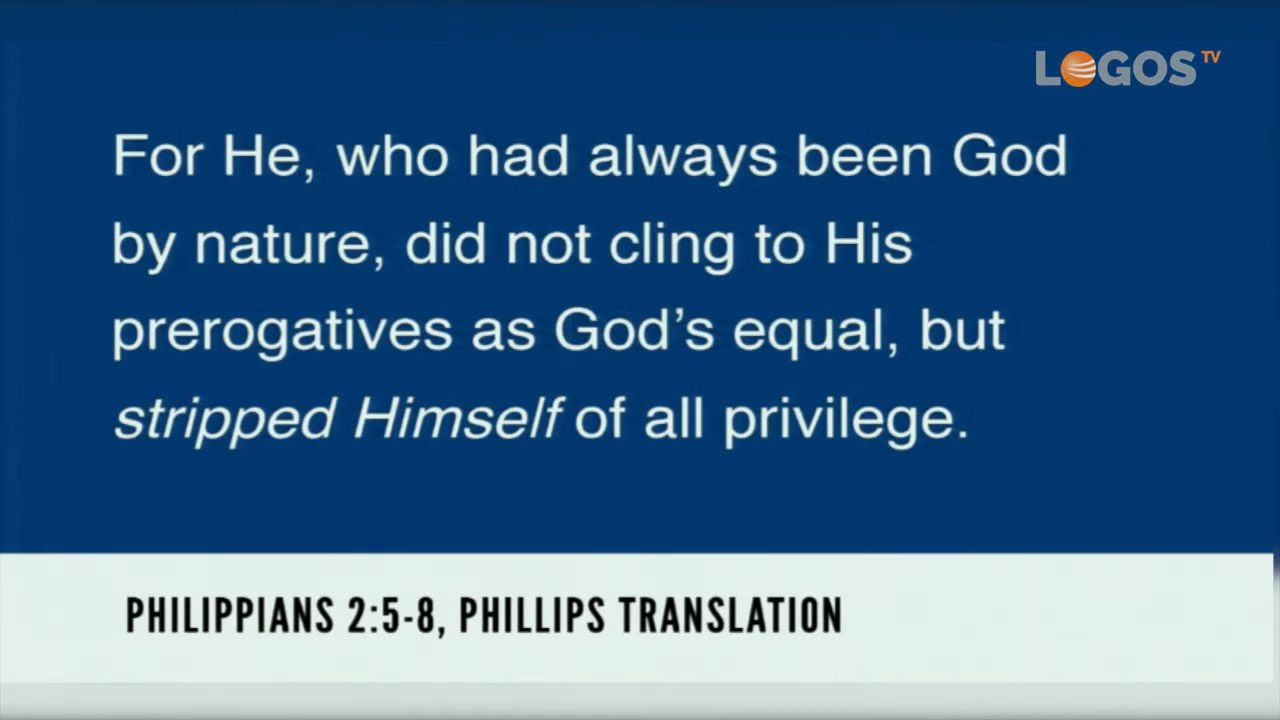 LOGOS TV
For He, who had always been God
by nature, did not cling to His
prerogatives as God’s equal, but
stripped Himself of all privilege.
PHILIPPIANS 2:5-8, PHILLIPS TRANSLATION